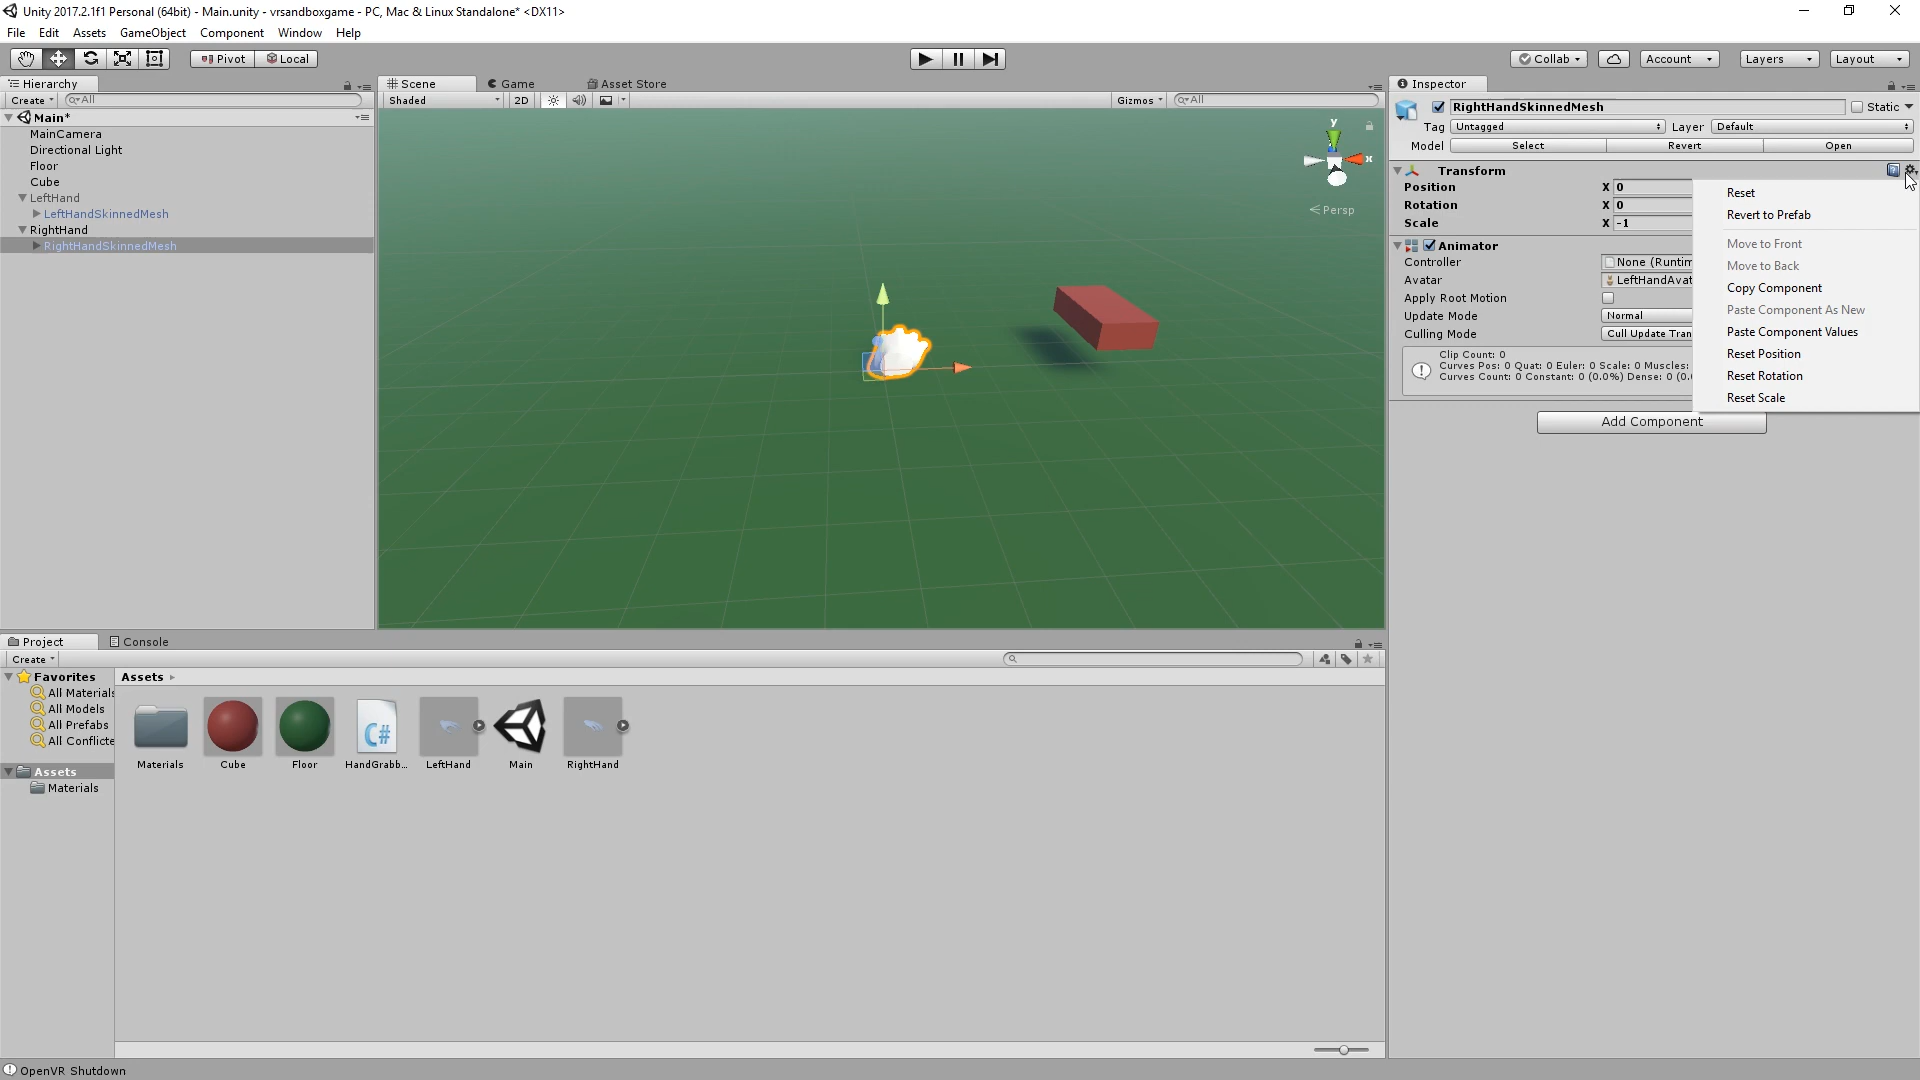 Unity 2017.2.1f1 Personal (64bit) - Main.unity - vrsandboxgame - PC, Mac & Linux Standalone* <DX11>
File Edit Assets GameObject Component Window Help
Pivot Local
Collab Account Layers Layout
Hierarchy
Create All
Main*
MainCamera
Directional Light
Floor
Cube
LeftHand
LeftHandSkinnedMesh
RightHand
RightHandSkinnedMesh
Scene Game Asset Store
Shaded 2D Gizmos All
y
x
Persp
Inspector
RightHandSkinnedMesh Static
Tag Untagged Layer Default
Model Select Revert Open
Transform
Position X 0
Rotation X 0
Scale X -1
Animator
Controller None (Runtim
Avatar LeftHandAvat
Apply Root Motion
Update Mode Normal
Culling Mode Cull Update Tran
Clip Count: 0
Curves Pos: 0 Quat: 0 Euler: 0 Scale: 0 Muscles:
Curves Count: 0 Constant: 0 (0.0%) Dense: 0 (0.
Add Component
Reset
Revert to Prefab
Move to Front
Move to Back
Copy Component
Paste Component As New
Paste Component Values
Reset Position
Reset Rotation
Reset Scale
Project Console
Create
Favorites
All Materials
All Models
All Prefabs
All Conflicte
Assets
Materials
Assets
Materials Cube Floor HandGrabb... LeftHand Main RightHand
C#
OpenVR Shutdown